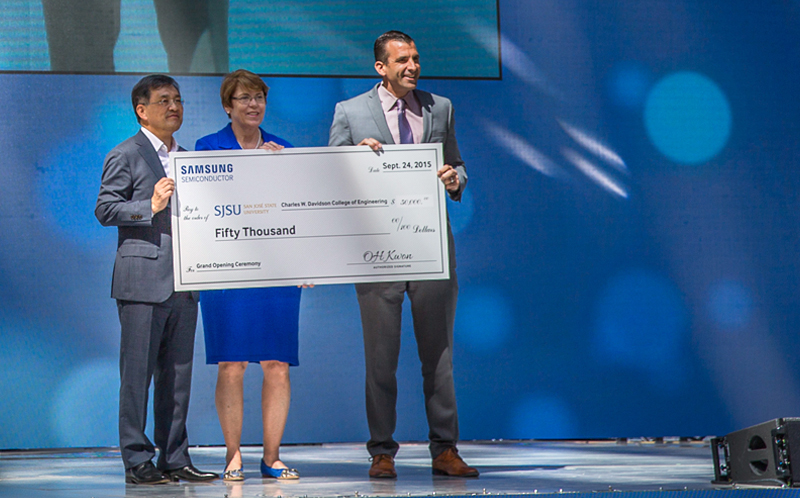 SAMSUNG
SEMICONDUCTOR
Date Sept. 24, 2015
Pay to
the order of SJSU SAN JOSÉ STATE
UNIVERSITY Charles W. Davidson College of Engineering $ 50,000.00
Fifty Thousand 00/100 Dollars
For Grand Opening Ceremony
OH Kwon
AUTHORIZED SIGNATURE